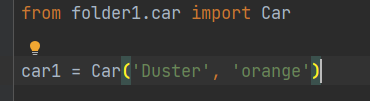 from folder1.car import Car
car1 = Car('Duster', 'orange')